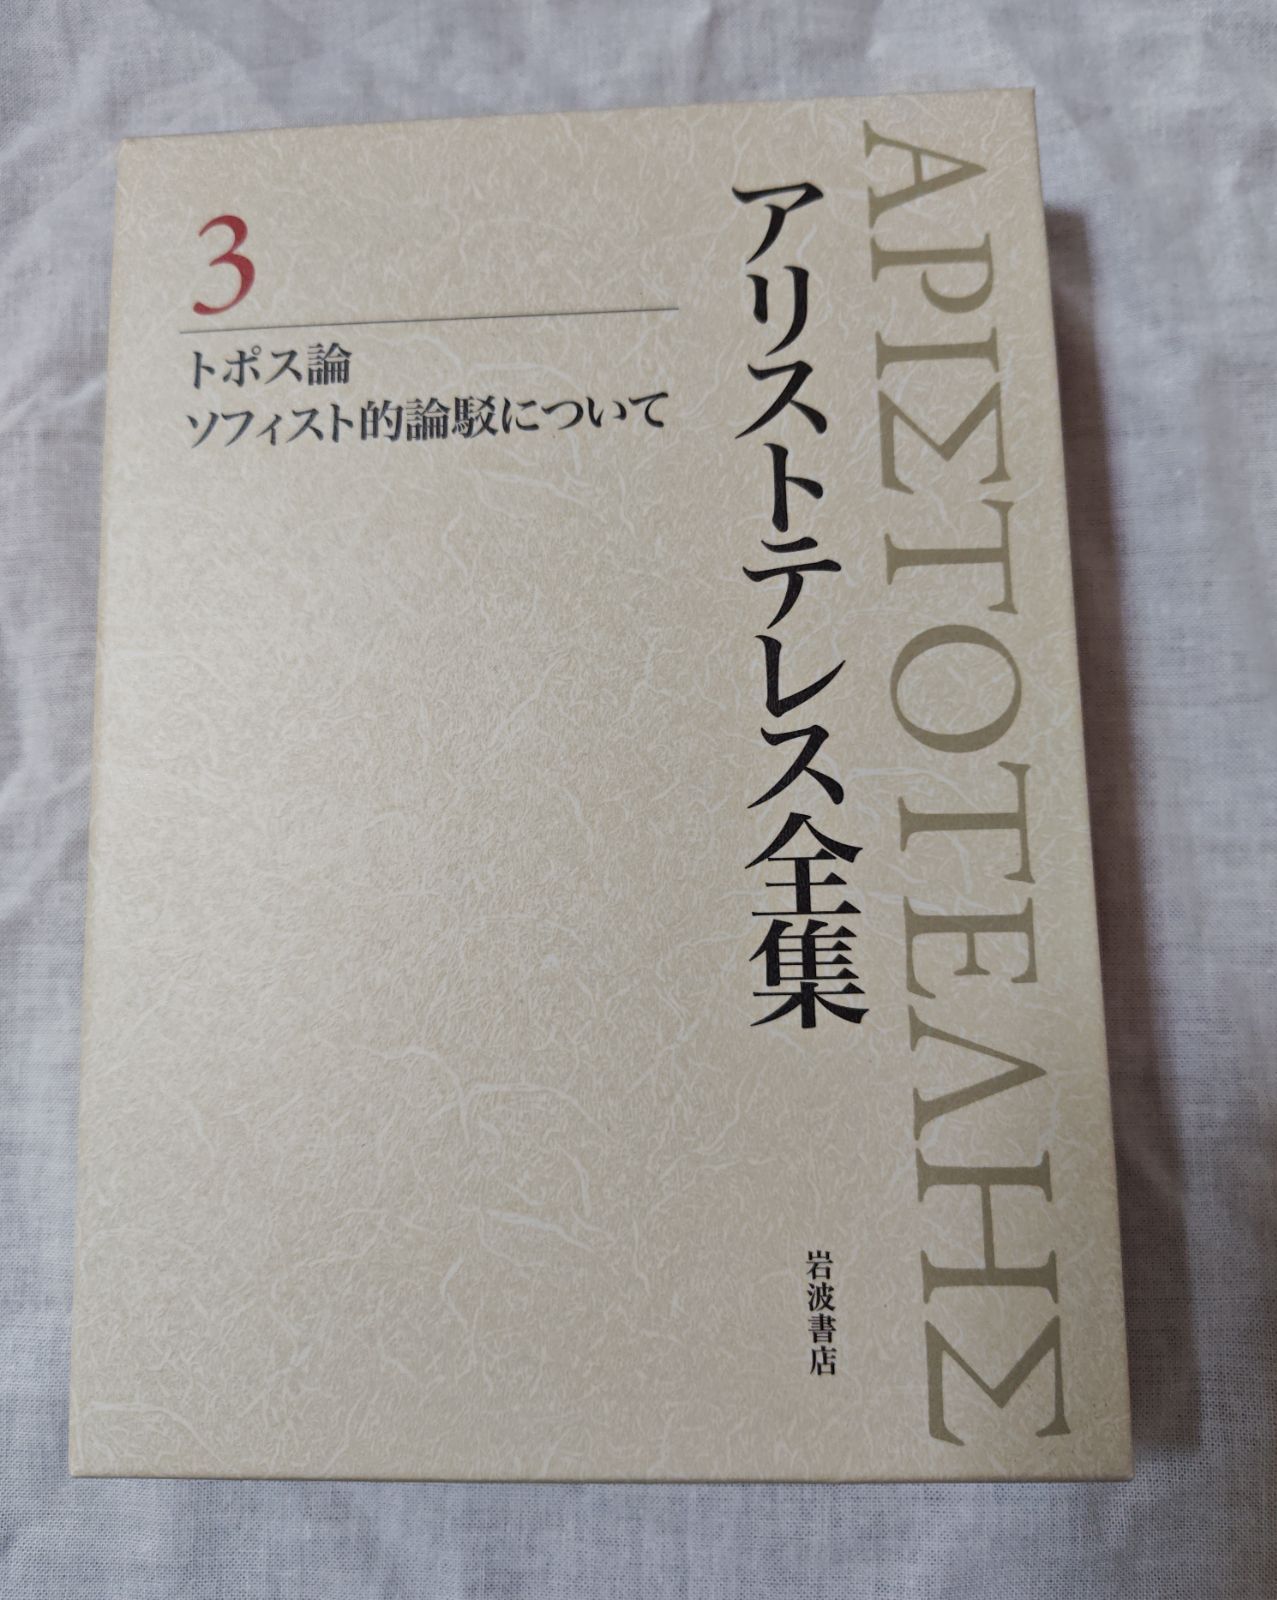 ΑΡΙΣΤΟΤΕΛΗΣ
アリストテレス全集
3
トポス論
ソフィスト的論駁について
岩波書店